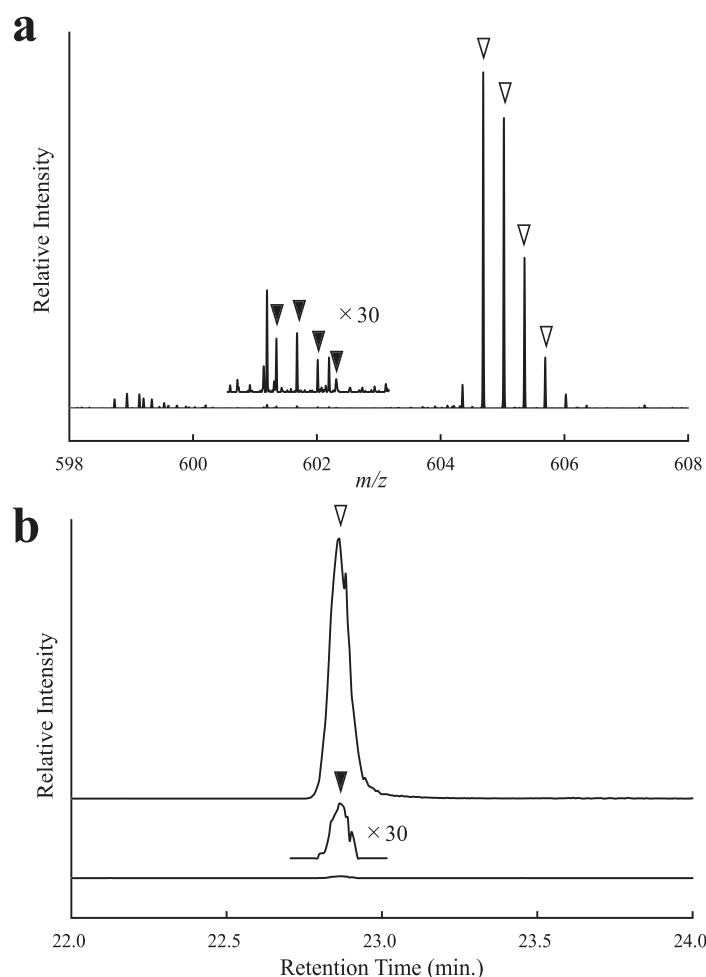 a
Relative Intensity
×30
598 600 602 604 606 608
m/z
b
Relative Intensity
×30
22.0 22.5 23.0 23.5 24.0
Retention Time (min.)